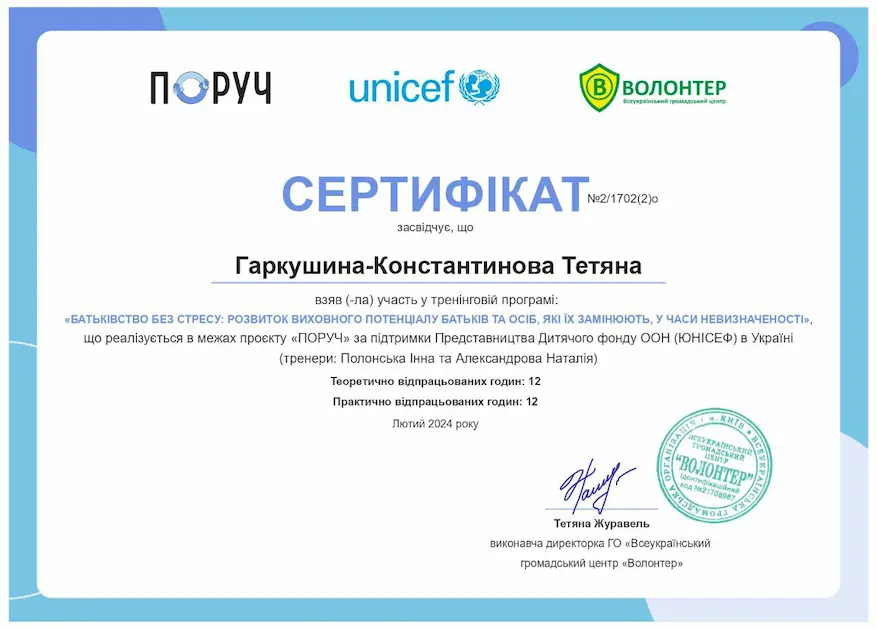 ПОРУЧ
unicef
В ВОЛОНТЕР
Всеукраїнський громадський центр
СЕРТИФІКАТ №2/1702(2)о
засвідчує, що
Гаркушина-Константинова Тетяна
взяв (-ла) участь у тренінговій програмі:
«БАТЬКІВСТВО БЕЗ СТРЕСУ: РОЗВИТОК ВИХОВНОГО ПОТЕНЦІАЛУ БАТЬКІВ ТА ОСІБ, ЯКІ ЇХ ЗАМІНЮЮТЬ, У ЧАСИ НЕВИЗНАЧЕНОСТІ»,
що реалізується в межах проєкту «ПОРУЧ» за підтримки Представництва Дитячого фонду ООН (ЮНІСЕФ) в Україні
(тренери: Полонська Інна та Александрова Наталія)
Теоретично відпрацьованих годин: 12
Практично відпрацьованих годин: 12
Лютий 2024 року
ГРОМАДСЬКА ОРГАНІЗАЦІЯ / м. КИЇВ * ВСЕУКРАЇНСЬКА
ВСЕУКРАЇНСЬКИЙ
ГРОМАДСЬКИЙ
ЦЕНТР
"ВОЛОНТЕР"
Ідентифікаційний
код №21706967
Тетяна Журавель
виконавча директорка ГО «Всеукраїнський
громадський центр «Волонтер»